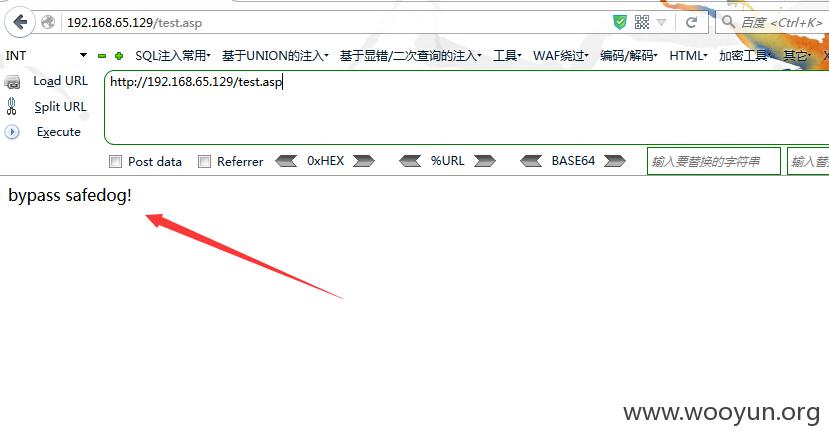 192.168.65.129/test.asp
百度 <Ctrl+K>
INT
SQL注入常用 基于UNION的注入 基于显错/二次查询的注入 工具 WAF绕过 编码/解码 HTML 加密工具 其它
Load URL
http://192.168.65.129/test.asp
Split URL
Execute
Post data Referrer 0xHEX %URL BASE64 输入要替换的字符串 输入替
bypass safedog!
www.wooyun.org